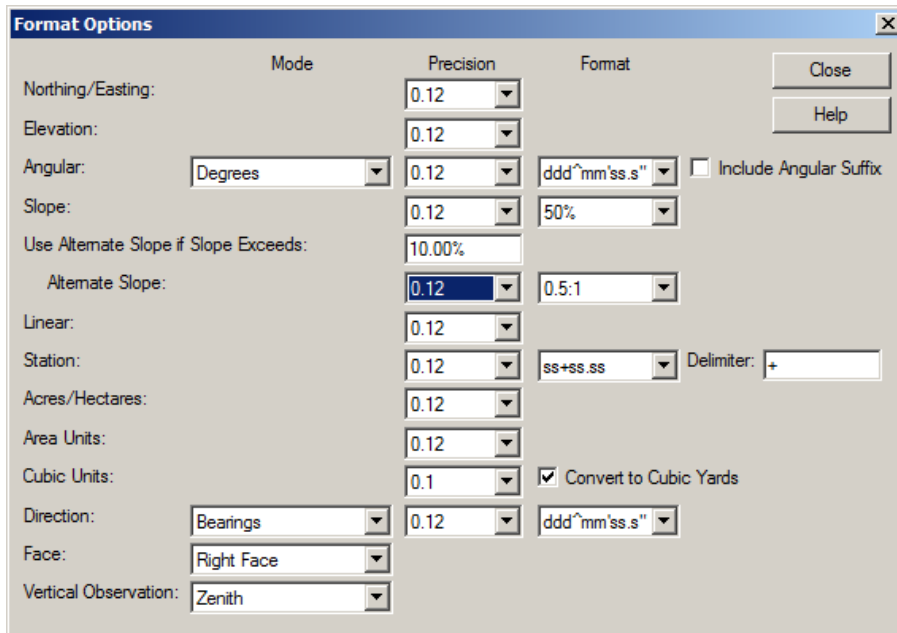 Format Options
Mode Precision Format Close
Northing/Easting: 0.12
Help
Elevation: 0.12
Angular: Degrees 0.12 ddd^mm'ss.s" Include Angular Suffix
Slope: 0.12 50%
Use Alternate Slope if Slope Exceeds: 10.00%
Alternate Slope: 0.12 0.5:1
Linear: 0.12
Station: 0.12 ss+ss.ss Delimiter: +
Acres/Hectares: 0.12
Area Units: 0.12
Cubic Units: 0.1 Convert to Cubic Yards
Direction: Bearings 0.12 ddd^mm'ss.s"
Face: Right Face
Vertical Observation: Zenith